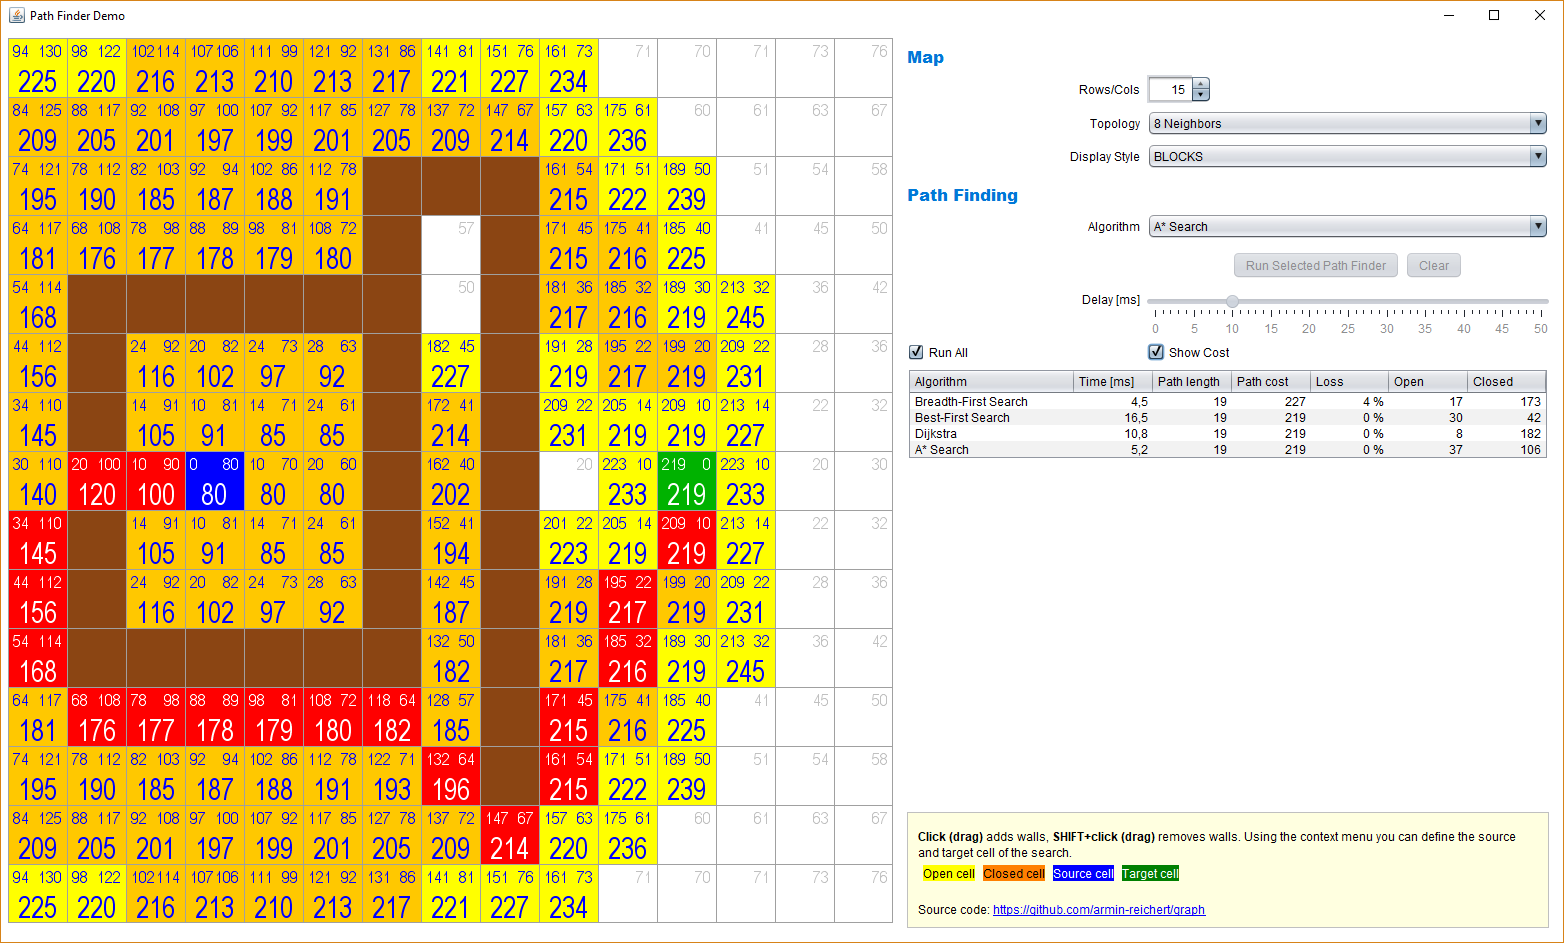 Path Finder Demo
94 130 98 122 102 114 107 106 111 99 121 92 131 86 141 81 151 76 161 73 71 70 71 73 76
225 220 216 213 210 213 217 221 227 234
84 125 88 117 92 108 97 100 107 92 117 85 127 78 137 72 147 67 157 63 175 61 60 61 63 67
209 205 201 197 199 201 205 209 214 220 236
74 121 78 112 82 103 92 94 102 86 112 78 161 54 171 51 189 50 51 54 58
195 190 185 187 188 191 215 222 239
64 117 68 108 78 98 88 89 98 81 108 72 57 171 45 175 41 185 40 41 45 50
181 176 177 178 179 180 215 216 225
54 114 50 181 36 185 32 189 30 213 32 36 42
168 217 216 219 245
44 112 24 92 20 82 24 73 28 63 182 45 191 28 195 22 199 20 209 22 28 36
156 116 102 97 92 227 219 217 219 231
34 110 14 91 10 81 14 71 24 61 172 41 209 22 205 14 209 10 213 14 22 32
145 105 91 85 85 214 231 219 219 227
30 110 20 100 10 90 0 80 10 70 20 60 162 40 20 223 10 219 0 223 10 20 30
140 120 100 80 80 80 202 233 219 233
34 110 14 91 10 81 14 71 24 61 152 41 201 22 205 14 209 10 213 14 22 32
145 105 91 85 85 194 223 219 219 227
44 112 24 92 20 82 24 73 28 63 142 45 191 28 195 22 199 20 209 22 28 36
156 116 102 97 92 187 219 217 219 231
54 114 132 50 181 36 185 32 189 30 213 32 36 42
168 182 217 216 219 245
64 117 68 108 78 98 88 89 98 81 108 72 118 64 128 57 171 45 175 41 185 40 41 45 50
181 176 177 178 179 180 182 185 215 216 225
74 121 78 112 82 103 92 94 102 86 112 78 122 71 132 64 161 54 171 51 189 50 51 54 58
195 190 185 187 188 191 193 196 215 222 239
84 125 88 117 92 108 97 100 107 92 117 85 127 78 137 72 147 67 157 63 175 61 60 61 63 67
209 205 201 197 199 201 205 209 214 220 236
94 130 98 122 102 114 107 106 111 99 121 92 131 86 141 81 151 76 161 73 71 70 71 73 76
225 220 216 213 210 213 217 221 227 234
Map
Rows/Cols 15
Topology 8 Neighbors
Display Style BLOCKS
Path Finding
Algorithm A* Search
Run Selected Path Finder Clear
Delay [ms]
0 5 10 15 20 25 30 35 40 45 50
Run All Show Cost
Algorithm Time [ms] Path length Path cost Loss Open Closed
Breadth-First Search 4,5 19 227 4 % 17 173
Best-First Search 16,5 19 219 0 % 30 42
Dijkstra 10,8 19 219 0 % 8 182
A* Search 5,2 19 219 0 % 37 106
Click (drag) adds walls, SHIFT+click (drag) removes walls. Using the context menu you can define the source
and target cell of the search.
Open cell Closed cell Source cell Target cell
Source code: https://github.com/armin-reichert/graph